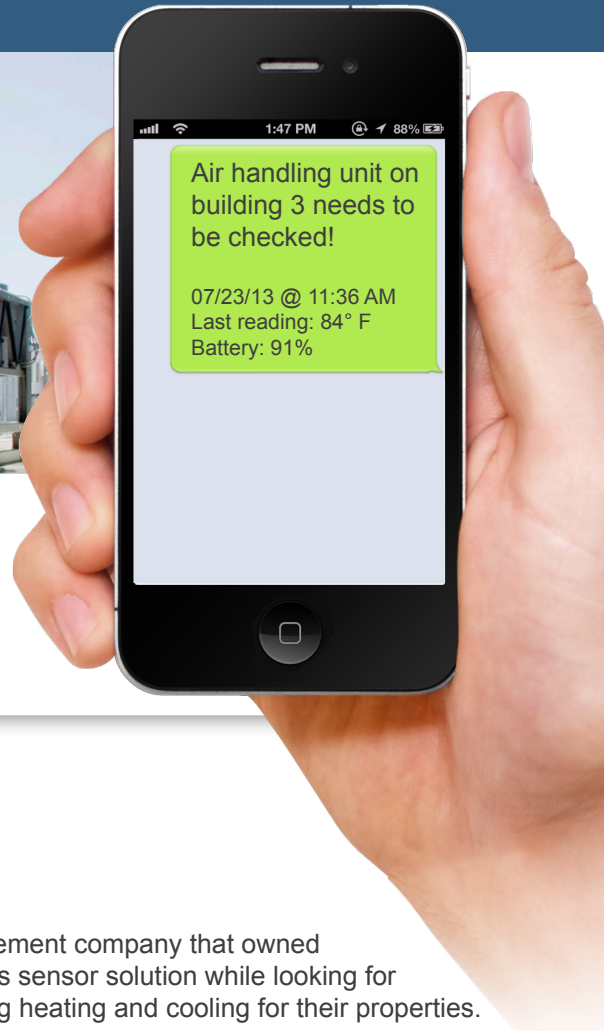 1:47 PM 88%
Air handling unit on
building 3 needs to
be checked!
07/23/13 @ 11:36 AM
Last reading: 84° F
Battery: 91%
company that owned
sensor solution while looking for
heating and cooling for their properties.